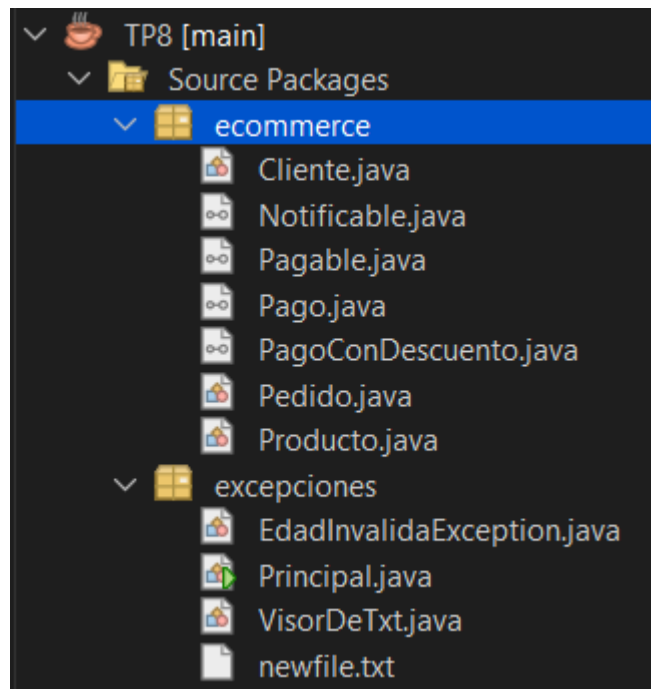 TP8 [main]
Source Packages
ecommerce
Cliente.java
Notificable.java
Pagable.java
Pago.java
PagoConDescuento.java
Pedido.java
Producto.java
excepciones
EdadInvalidaException.java
Principal.java
VisorDeTxt.java
newfile.txt